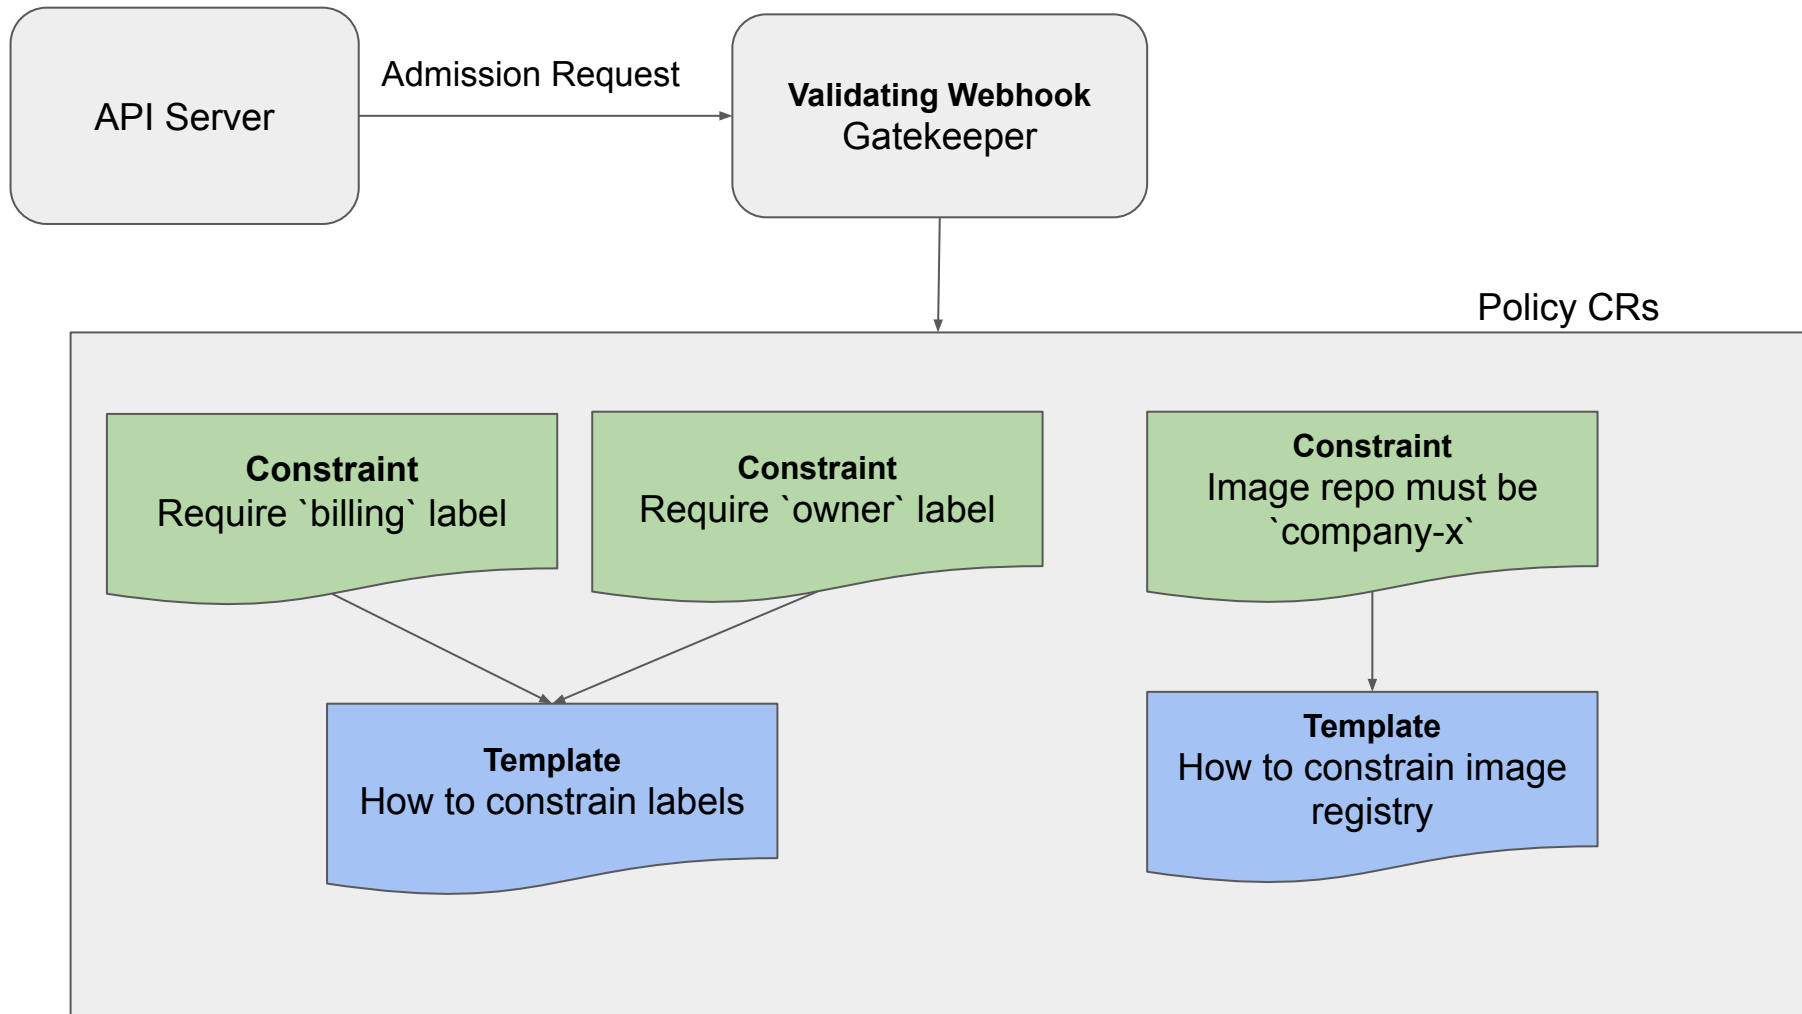 API Server
Admission Request
Validating Webhook
Gatekeeper
Policy CRs
Constraint
Require `billing` label
Constraint
Require `owner` label
Constraint
Image repo must be
`company-x`
Template
How to constrain labels
Template
How to constrain image
registry